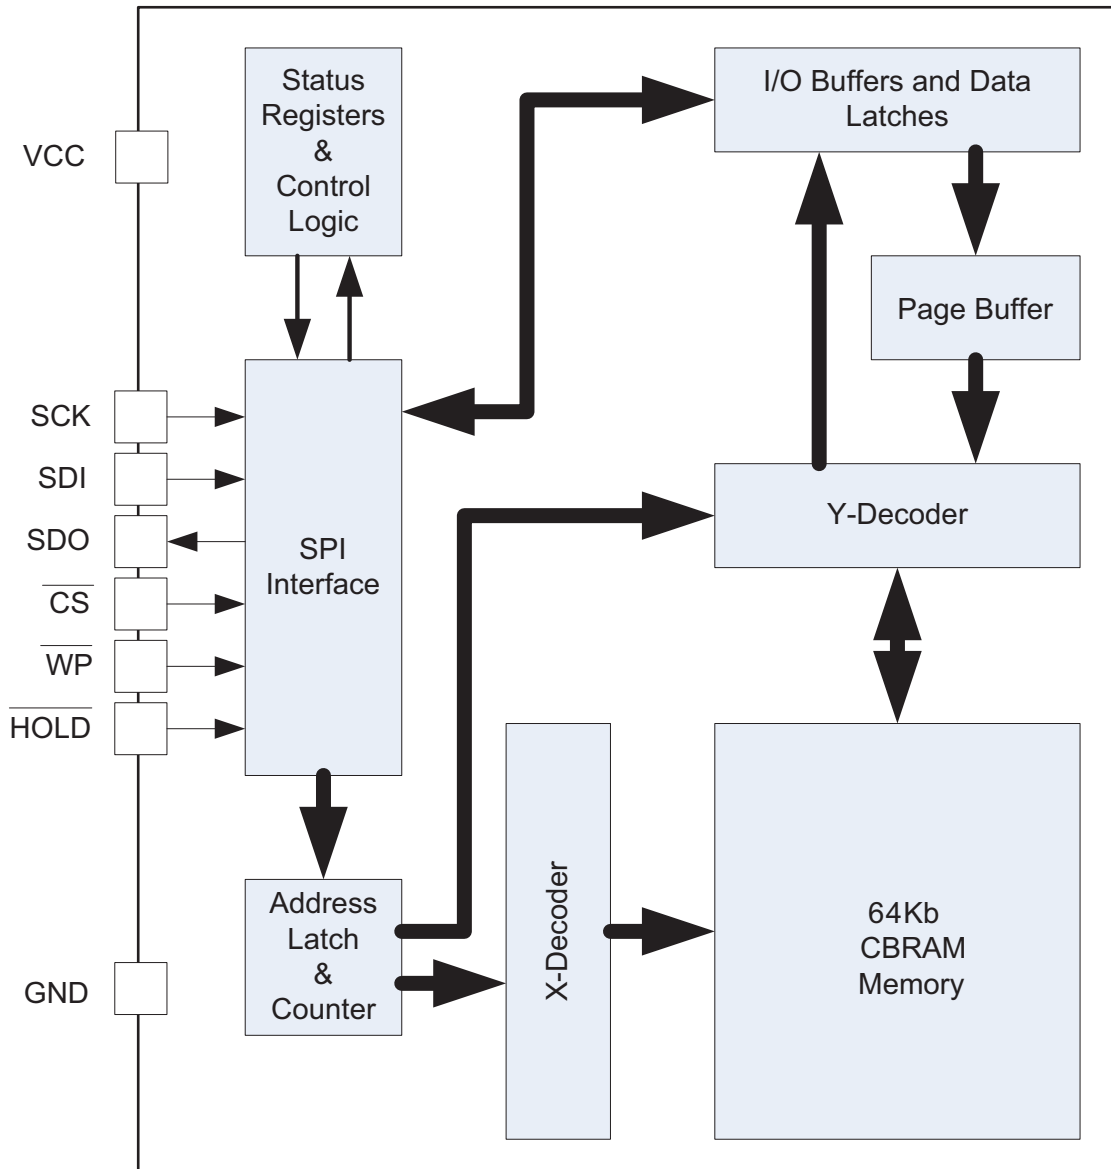 Status
Registers
&
Control
Logic
I/O Buffers and Data
Latches
VCC
Page Buffer
SCK
SDI
SDO
CS
WP
HOLD
SPI
Interface
Y-Decoder
Address
Latch
&
Counter
X-Decoder
64Kb
CBRAM
Memory
GND